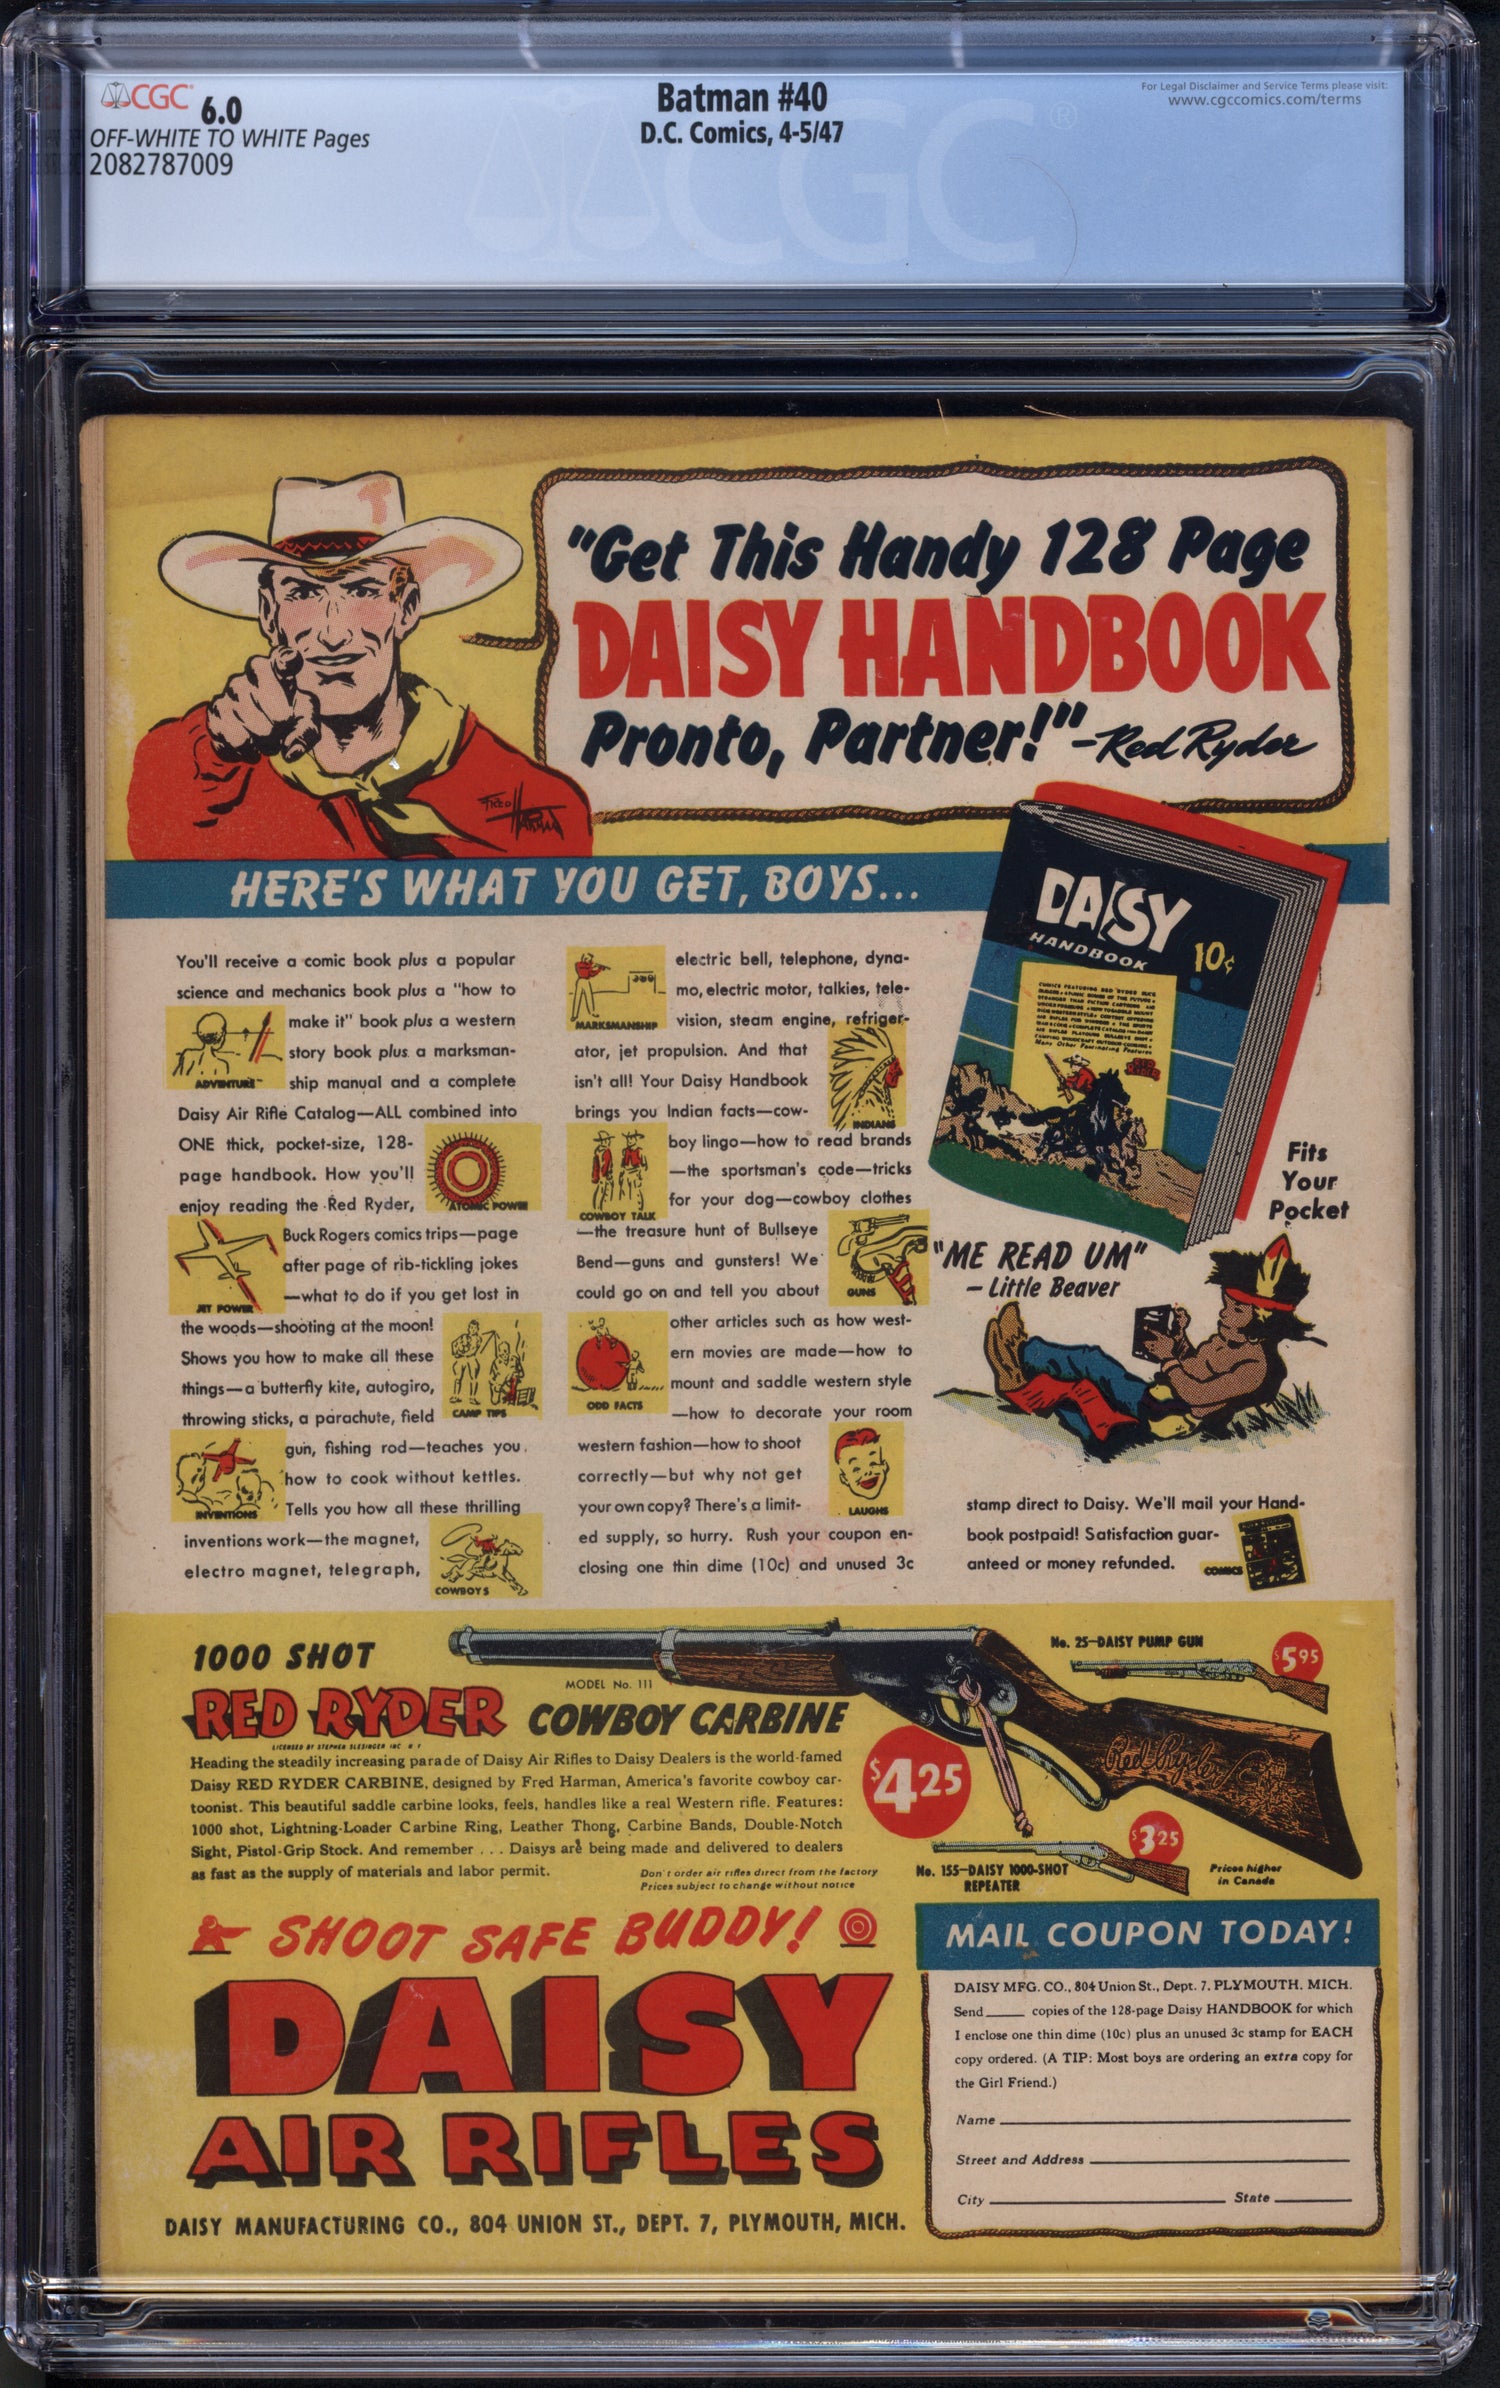 CGC 6.0
OFF-WHITE TO WHITE Pages
2082787009
Batman #40
D.C. Comics, 4-5/47
For Legal Disclaimer and Service Terms please visit:
www.cgccomics.com/terms
CGC
"Get This Handy 128 Page
DAISY HANDBOOK
Pronto, Partner!"
-Red Ryder
Fred Harman
HERE'S WHAT YOU GET, BOYS...
You'll receive a comic book plus a popular
science and mechanics book plus a "how to
make it" book plus a western
story book plus a marksman-
ship manual and a complete
Daisy Air Rifle Catalog—ALL combined into
ONE thick, pocket-size, 128-
page handbook. How you'll
enjoy reading the Red Ryder,
Buck Rogers comics trips—page
after page of rib-tickling jokes
—what to do if you get lost in
the woods—shooting at the moon!
Shows you how to make all these
things—a butterfly kite, autogiro,
throwing sticks, a parachute, field
gun, fishing rod—teaches you
how to cook without kettles.
Tells you how all these thrilling
inventions work—the magnet,
electro magnet, telegraph,
ADVENTURE
ATOMIC POWER
JET POWER
CAMP TIPS
INVENTIONS
COWBOYS
electric bell, telephone, dyna-
mo, electric motor, talkies, tele-
vision, steam engine, refriger-
ator, jet propulsion. And that
isn't all! Your Daisy Handbook
brings you Indian facts—cow-
boy lingo—how to read brands
—the sportsman's code—tricks
for your dog—cowboy clothes
—the treasure hunt of Bullseye
Bend—guns and gunsters! We
could go on and tell you about
other articles such as how west-
ern movies are made—how to
mount and saddle western style
—how to decorate your room
western fashion—how to shoot
correctly—but why not get
your own copy? There's a limit-
ed supply, so hurry. Rush your coupon en-
closing one thin dime (10c) and unused 3c
MARKSMANSHIP
INDIANS
COWBOY TALK
GUNS
ODD FACTS
LAUGHS
DAISY
HANDBOOK
10¢
Many Other Fascinating Features
RED RYDER
Fits
Your
Pocket
"ME READ UM"
- Little Beaver
stamp direct to Daisy. We'll mail your Hand-
book postpaid! Satisfaction guar-
anteed or money refunded.
COMICS
1000 SHOT
MODEL No. 111
RED RYDER COWBOY CARBINE
LICENSED BY STEPHEN SLESINGER INC N Y
Heading the steadily increasing parade of Daisy Air Rifles to Daisy Dealers is the world-famed
Daisy RED RYDER CARBINE, designed by Fred Harman, America's favorite cowboy car-
toonist. This beautiful saddle carbine looks, feels, handles like a real Western rifle. Features:
1000 shot, Lightning-Loader Carbine Ring, Leather Thong, Carbine Bands, Double-Notch
Sight, Pistol-Grip Stock. And remember . . . Daisys are being made and delivered to dealers
as fast as the supply of materials and labor permit.
Don't order air rifles direct from the factory
Prices subject to change without notice
$4.25
Red Ryder
No. 25—DAISY PUMP GUN
$5.95
$3.25
No. 155—DAISY 1000-SHOT
REPEATER
Prices higher
in Canada
SHOOT SAFE BUDDY!
DAISY
AIR RIFLES
DAISY MANUFACTURING CO., 804 UNION ST., DEPT. 7, PLYMOUTH, MICH.
MAIL COUPON TODAY!
DAISY MFG. CO., 804 Union St., Dept. 7. PLYMOUTH. MICH.
Send____ copies of the 128-page Daisy HANDBOOK for which
I enclose one thin dime (10c) plus an unused 3c stamp for EACH
copy ordered. (A TIP: Most boys are ordering an extra copy for
the Girl Friend.)
Name
Street and Address
City State